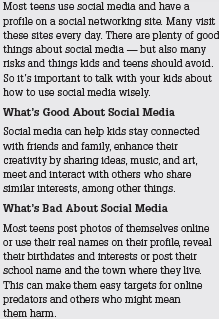 Most teens use social media and have a
profile on a social networking site. Many visit
these sites every day. There are plenty of good
things about social media — but also many
risks and things kids and teens should avoid.
So it's important to talk with your kids about
how to use social media wisely.
What's Good About Social Media
Social media can help kids stay connected
with friends and family, enhance their
creativity by sharing ideas, music, and art,
meet and interact with others who share
similar interests, among other things.
What's Bad About Social Media
Most teens post photos of themselves online
or use their real names on their profile, reveal
their birthdates and interests or post their
school name and the town where they live.
This can make them easy targets for online
predators and others who might mean
them harm.